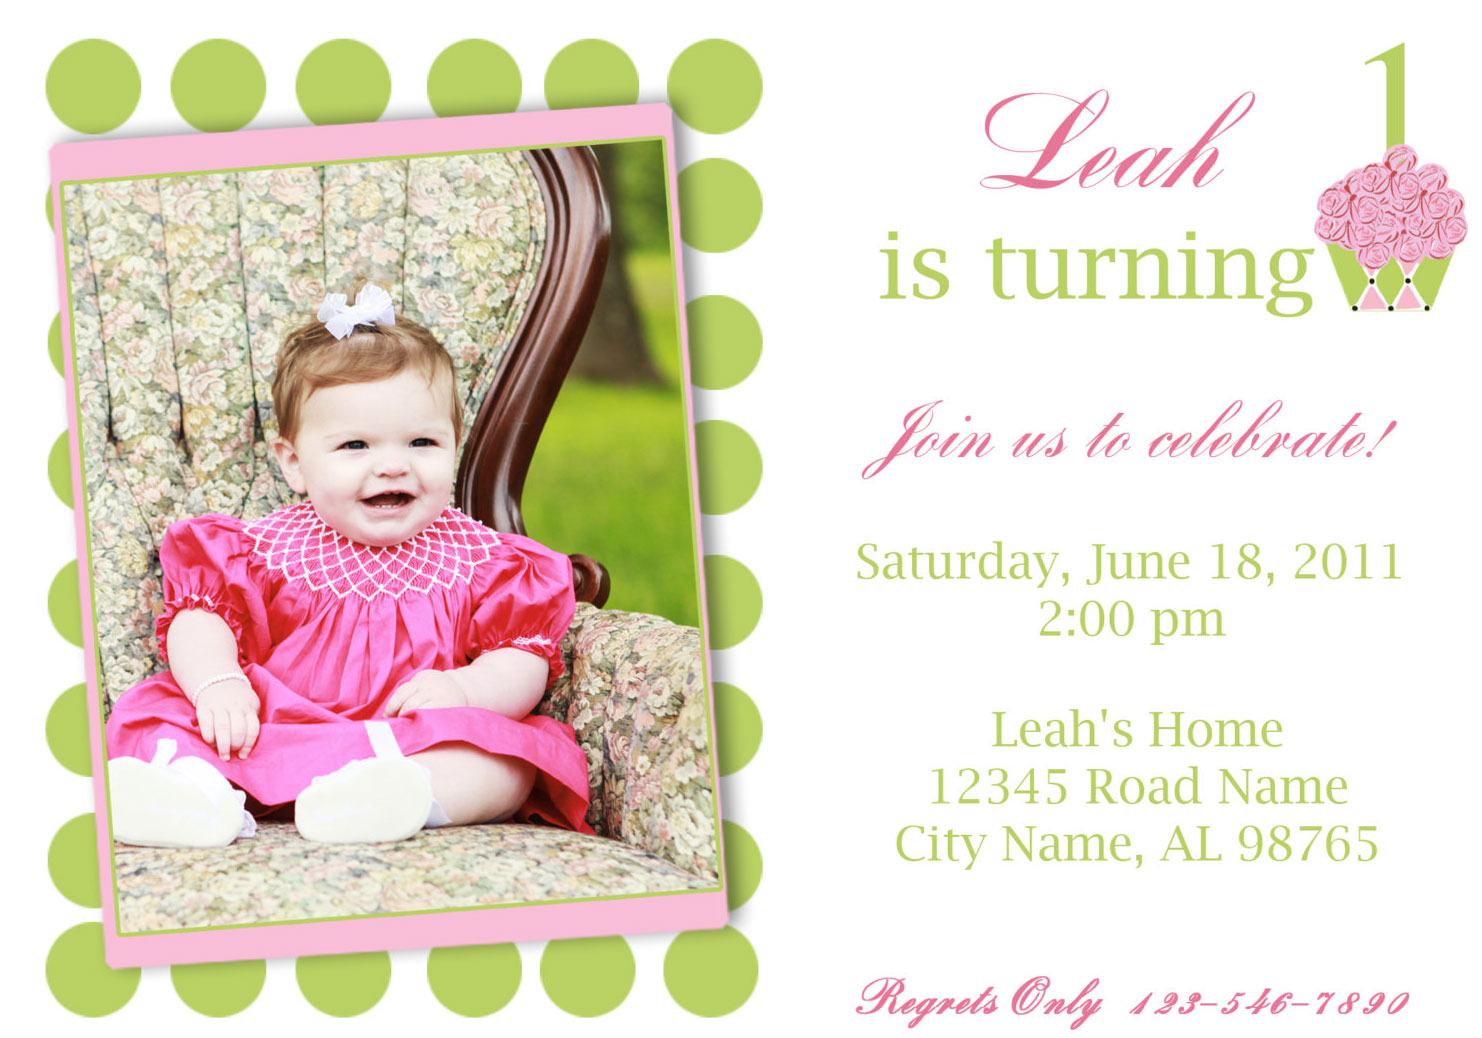 Leah
is turning 1
Join us to celebrate!
Saturday, June 18, 2011
2:00 pm
Leah's Home
12345 Road Name
City Name, AL 98765
Regrets Only 123-546-7890